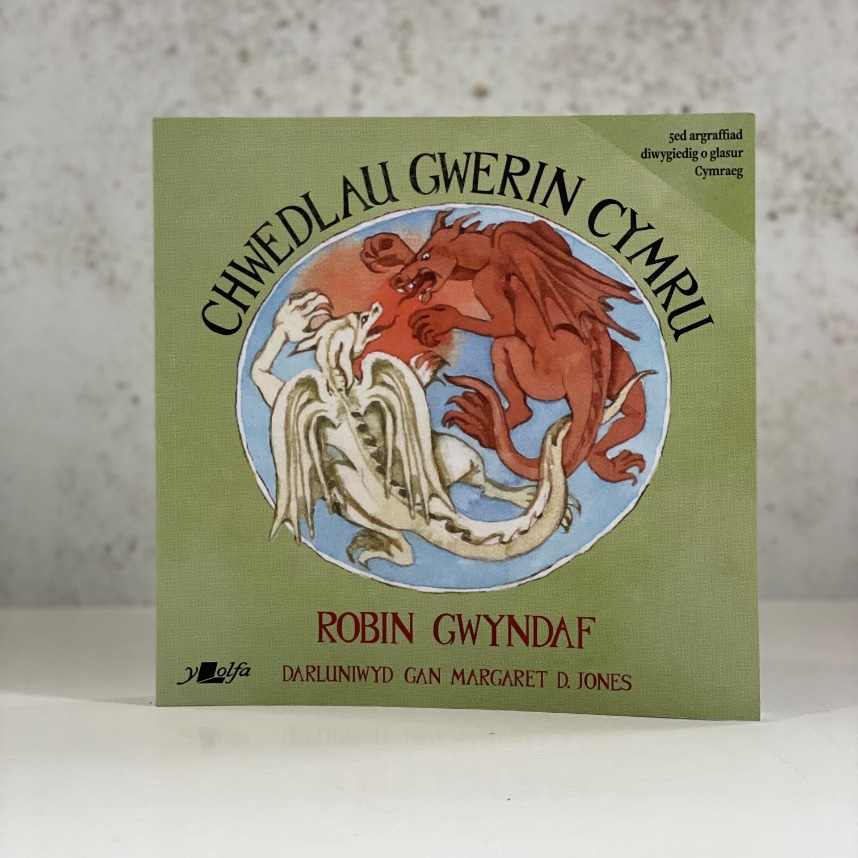 5ed argraffiad
diwygiedig o glasur
Cymraeg
CHWEDLAU GWERIN CYMRU
ROBIN GWYNDAF
y Lolfa
DARLUNIWYD GAN MARGARET D. JONES